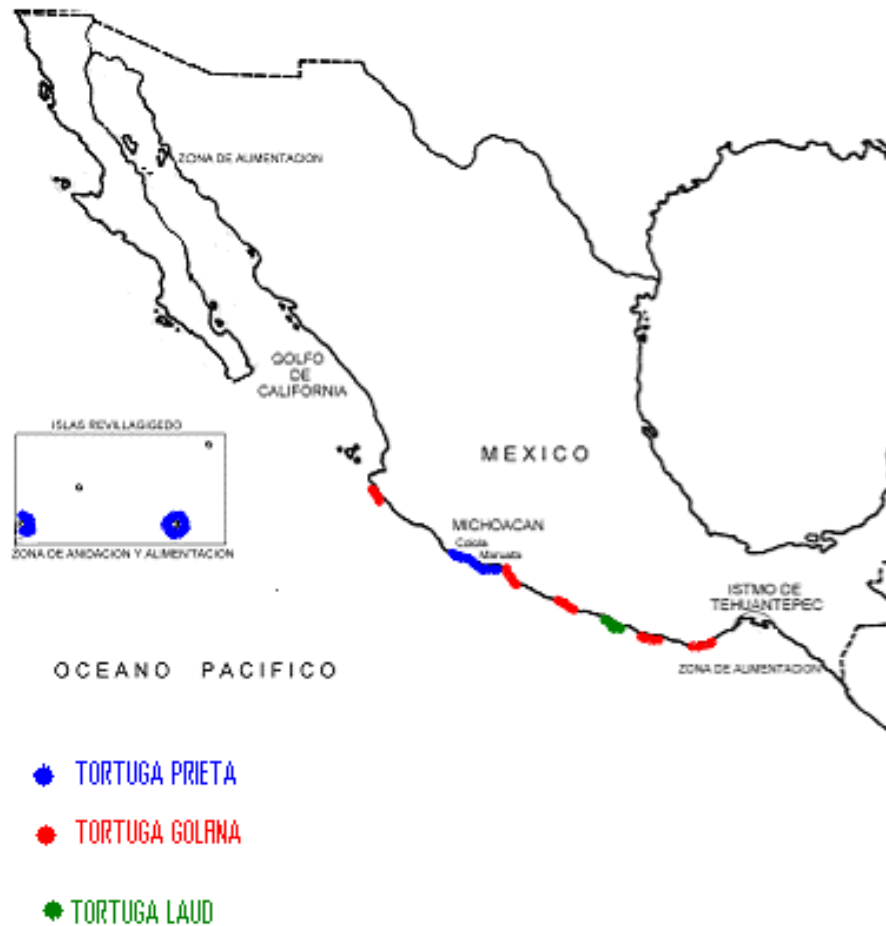 ZONA DE ALIMENTACION
GOLFO
DE
CALIFORNIA
ISLAS REVILLAGIGEDO
MEXICO
MICHOACAN
Colola
Maruata
ZONA DE ANIDACION Y ALIMENTACION
ISTMO DE
TEHUANTEPEC
OCEANO PACIFICO
ZONA DE ALIMENTACION
TORTUGA PRIETA
TORTUGA GOLRNA
TORTUGA LAUD